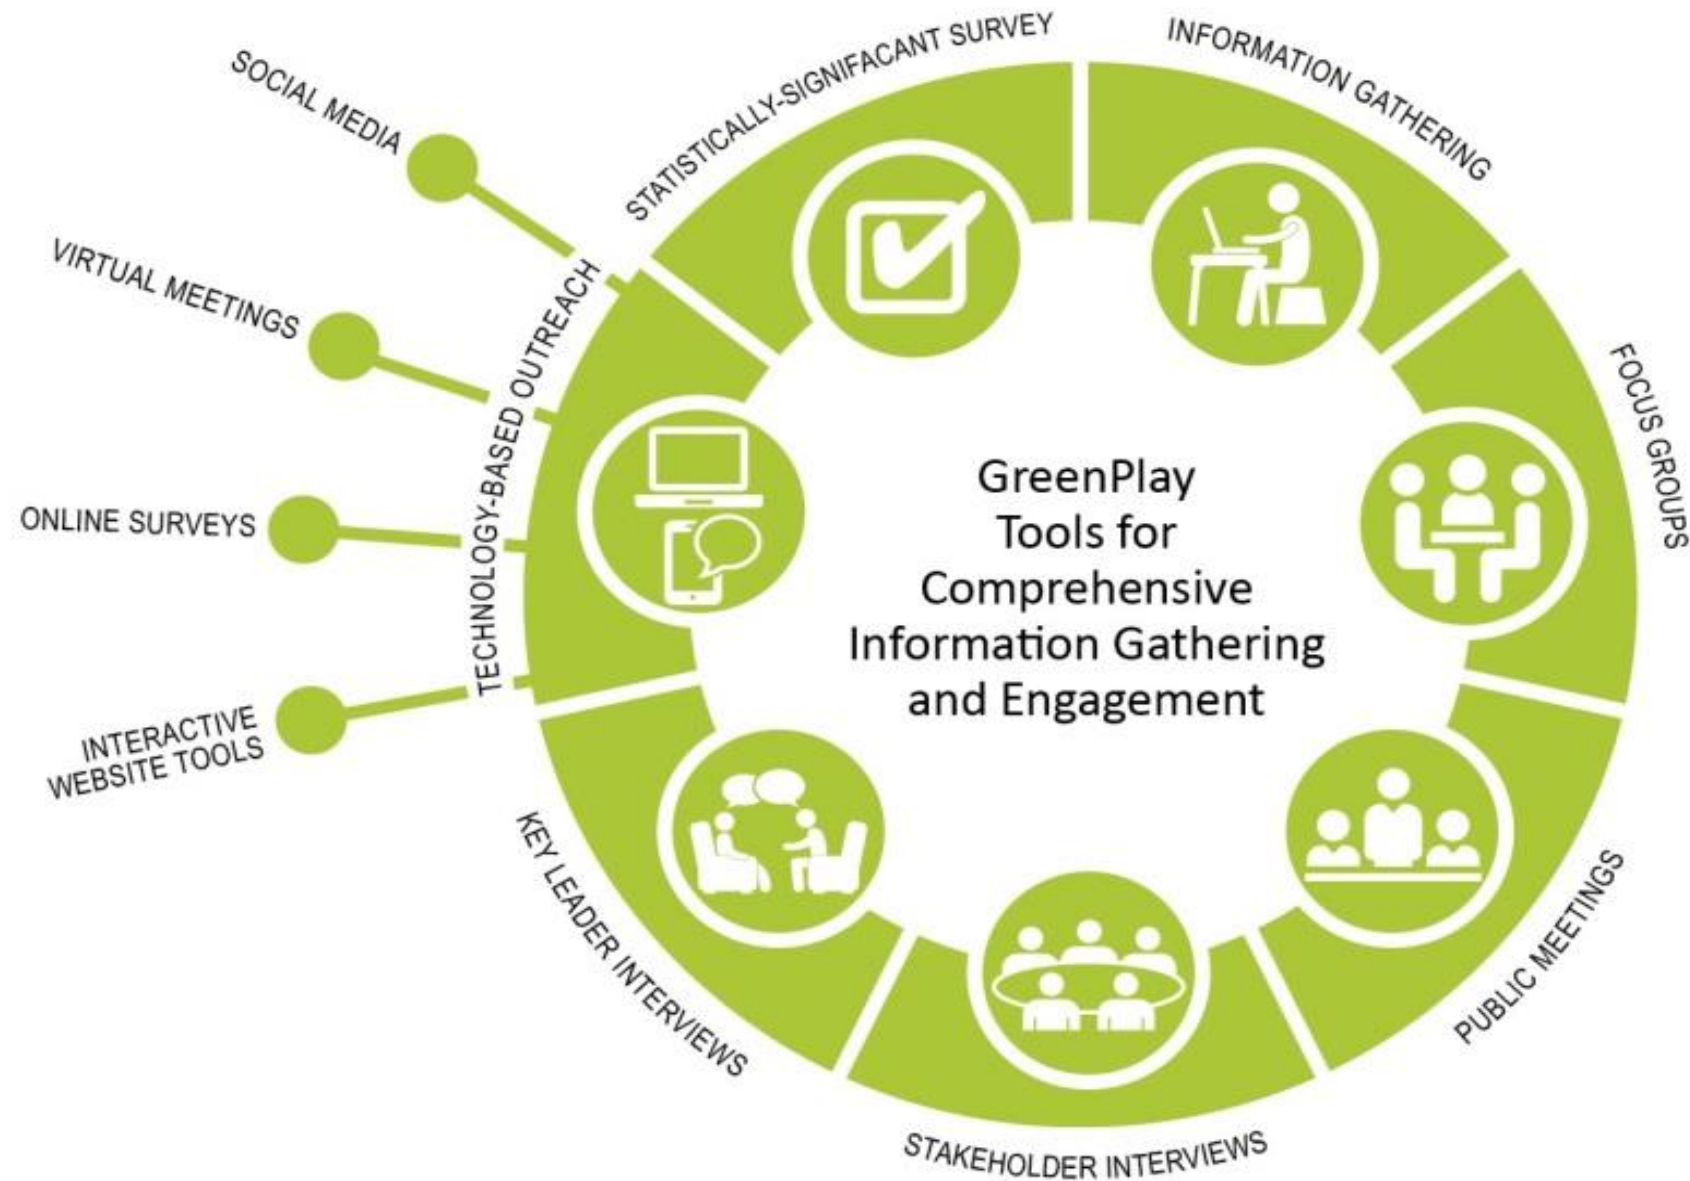 STATISTICALLY-SIGNIFACANT SURVEY
INFORMATION GATHERING
SOCIAL MEDIA
VIRTUAL MEETINGS
ONLINE SURVEYS
INTERACTIVE
WEBSITE TOOLS
TECHNOLOGY-BASED OUTREACH
FOCUS GROUPS
GreenPlay
Tools for
Comprehensive
Information Gathering
and Engagement
KEY LEADER INTERVIEWS
PUBLIC MEETINGS
STAKEHOLDER INTERVIEWS